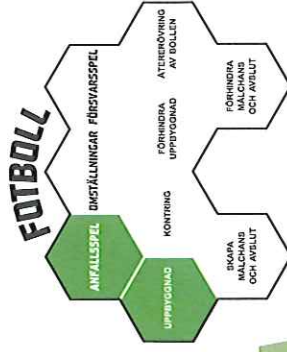 FOTBOLL
ANFALLSSPEL
OMSTÄLLNINGAR
FÖRSVARSSPEL
UPPBYGGNAD
KONTRING
FÖRHINDRA
UPPBYGGNAD
ÅTERERÖVRING
AV BOLLEN
SKAPA
MÅLCHANS
OCH AVSLUT
FÖRHINDRA
MÅLCHANS
OCH AVSLUT